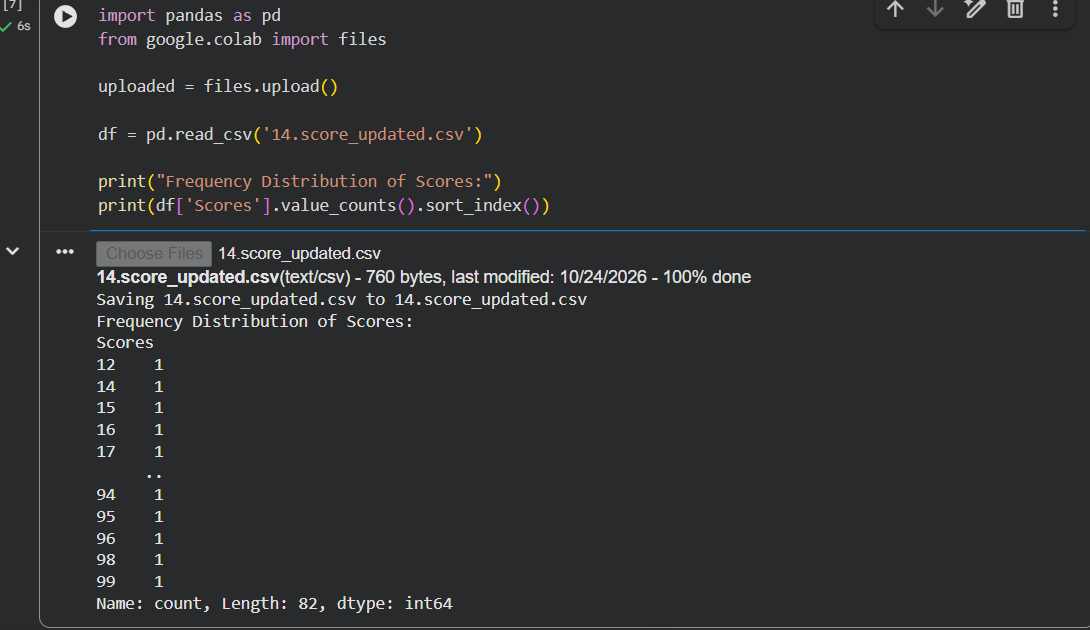 [7]
6s
import pandas as pd
from google.colab import files
uploaded = files.upload()
df = pd.read_csv('14.score_updated.csv')
print("Frequency Distribution of Scores:")
print(df['Scores'].value_counts().sort_index())
Choose Files 14.score_updated.csv
14.score_updated.csv(text/csv) - 760 bytes, last modified: 10/24/2026 - 100% done
Saving 14.score_updated.csv to 14.score_updated.csv
Frequency Distribution of Scores:
Scores
12    1
14    1
15    1
16    1
17    1
..
94    1
95    1
96    1
98    1
99    1
Name: count, Length: 82, dtype: int64